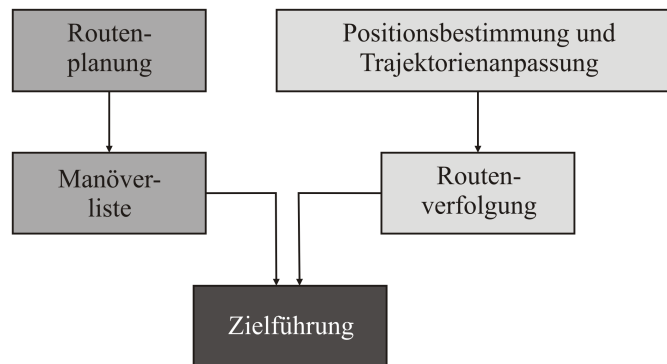 Routen-
planung
Positionsbestimmung und
Trajektorienanpassung
Manöver-
liste
Routen-
verfolgung
Zielführung